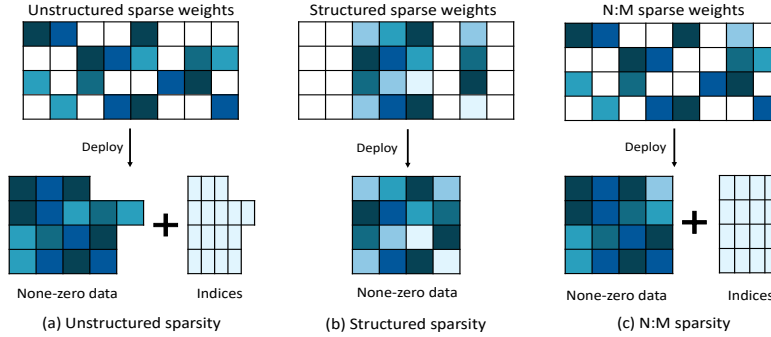 Unstructured sparse weights
Structured sparse weights
N:M sparse weights
Deploy
Deploy
Deploy
+
+
None-zero data
Indices
None-zero data
None-zero data
Indices
(a) Unstructured sparsity
(b) Structured sparsity
(c) N:M sparsity